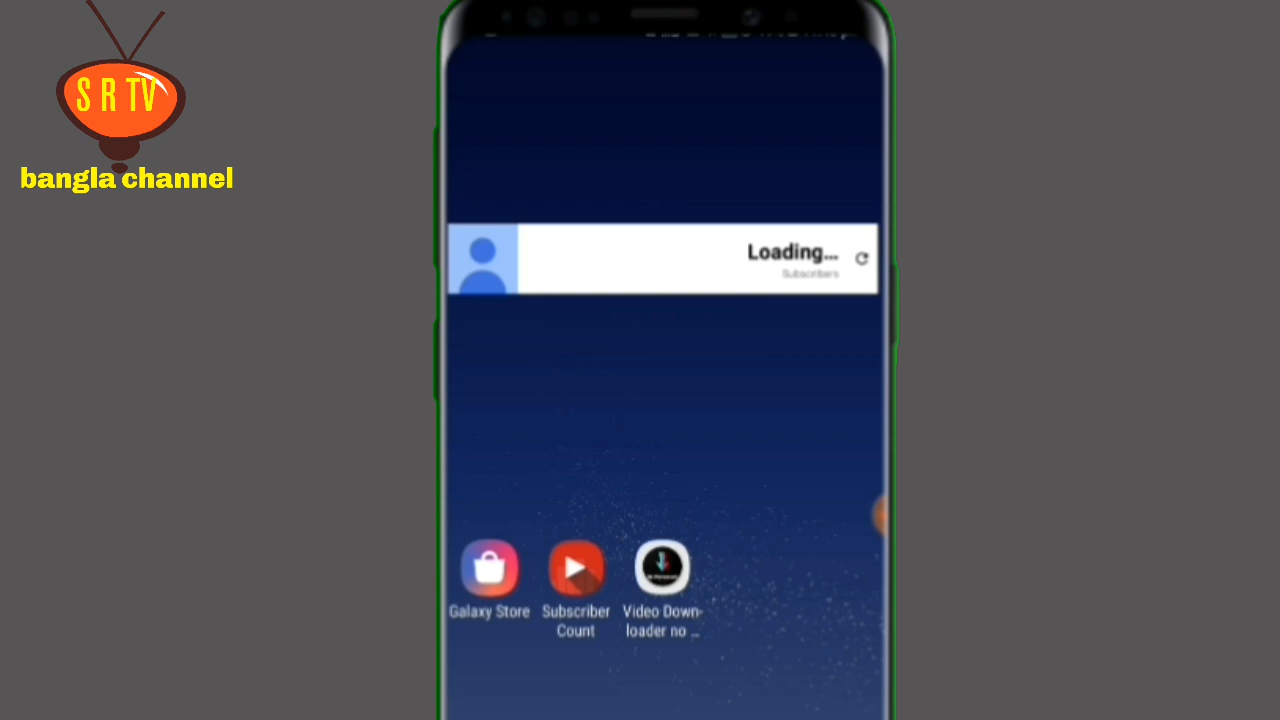 S R TV
bangla channel
Loading...
Subscribers
Galaxy Store
Subscriber
Count
Video Down-
loader no ...